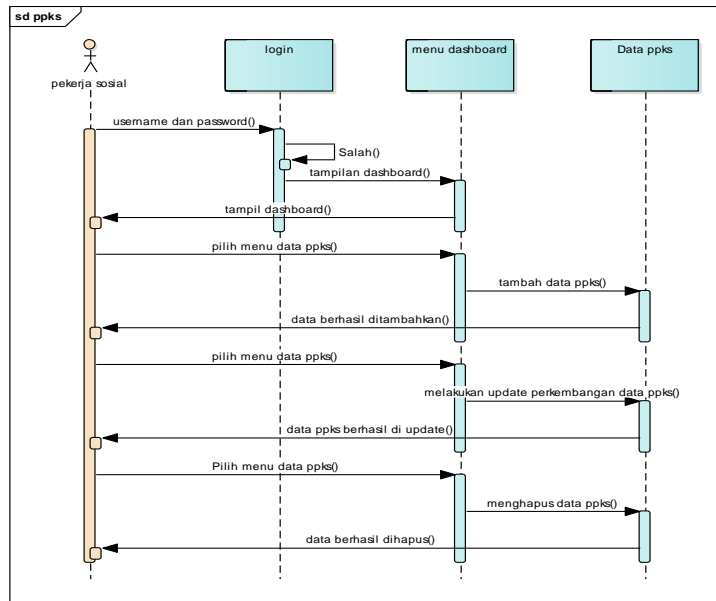 sd ppks
login
menu dashboard
Data ppks
pekerja sosial
username dan password()
Salah()
tampilan dashboard()
tampil dashboard()
pilih menu data ppks()
tambah data ppks()
data berhasil ditambahkan()
pilih menu data ppks()
melakukan update perkembangan data ppks()
data ppks berhasil di update()
Pilih menu data ppks()
menghapus data ppks()
data berhasil dihapus()